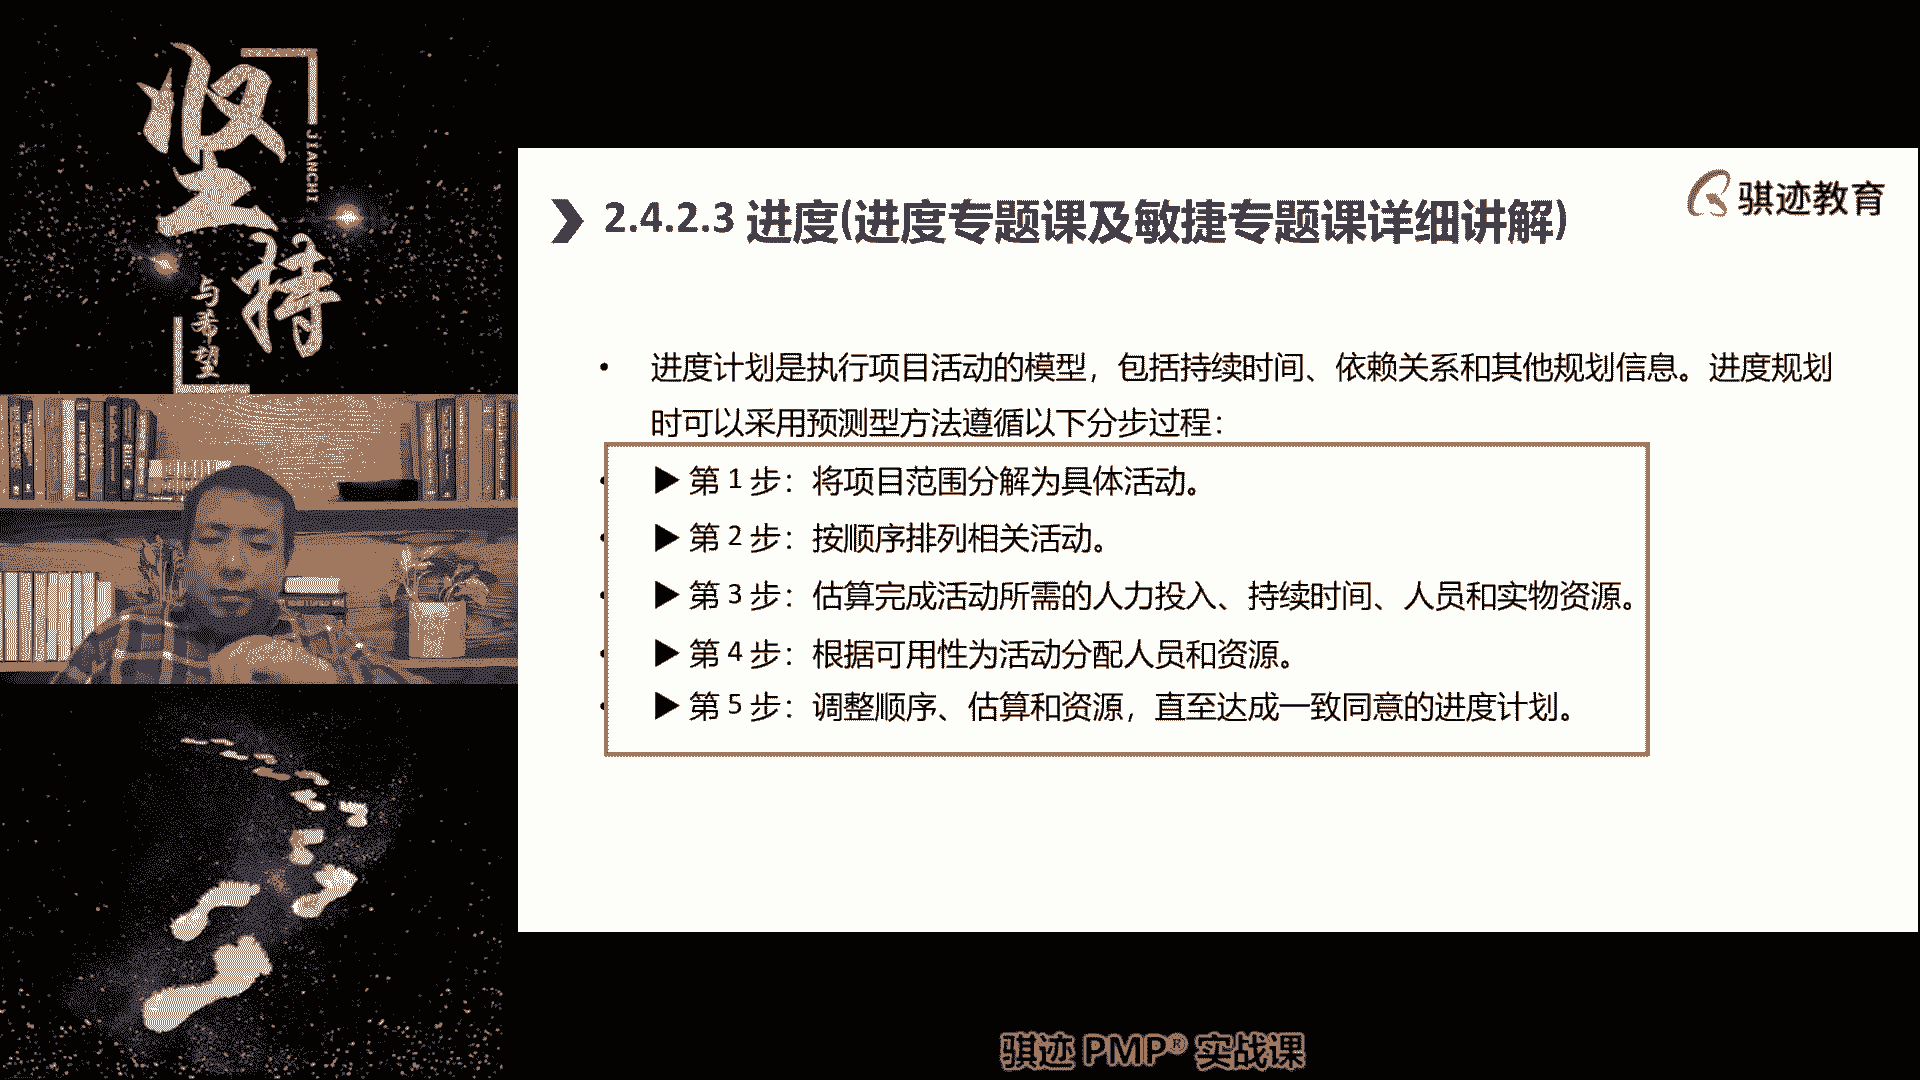 坚持
JIANCHI
与希望
骐迹教育
2.4.2.3 进度(进度专题课及敏捷专题课详细讲解)
• 进度计划是执行项目活动的模型，包括持续时间、依赖关系和其他规划信息。进度规划
时可以采用预测型方法遵循以下分步过程：
▶ 第 1 步：将项目范围分解为具体活动。
▶ 第 2 步：按顺序排列相关活动。
▶ 第 3 步：估算完成活动所需的人力投入、持续时间、人员和实物资源。
▶ 第 4 步：根据可用性为活动分配人员和资源。
▶ 第 5 步：调整顺序、估算和资源，直至达成一致同意的进度计划。
骐迹 PMP® 实战课